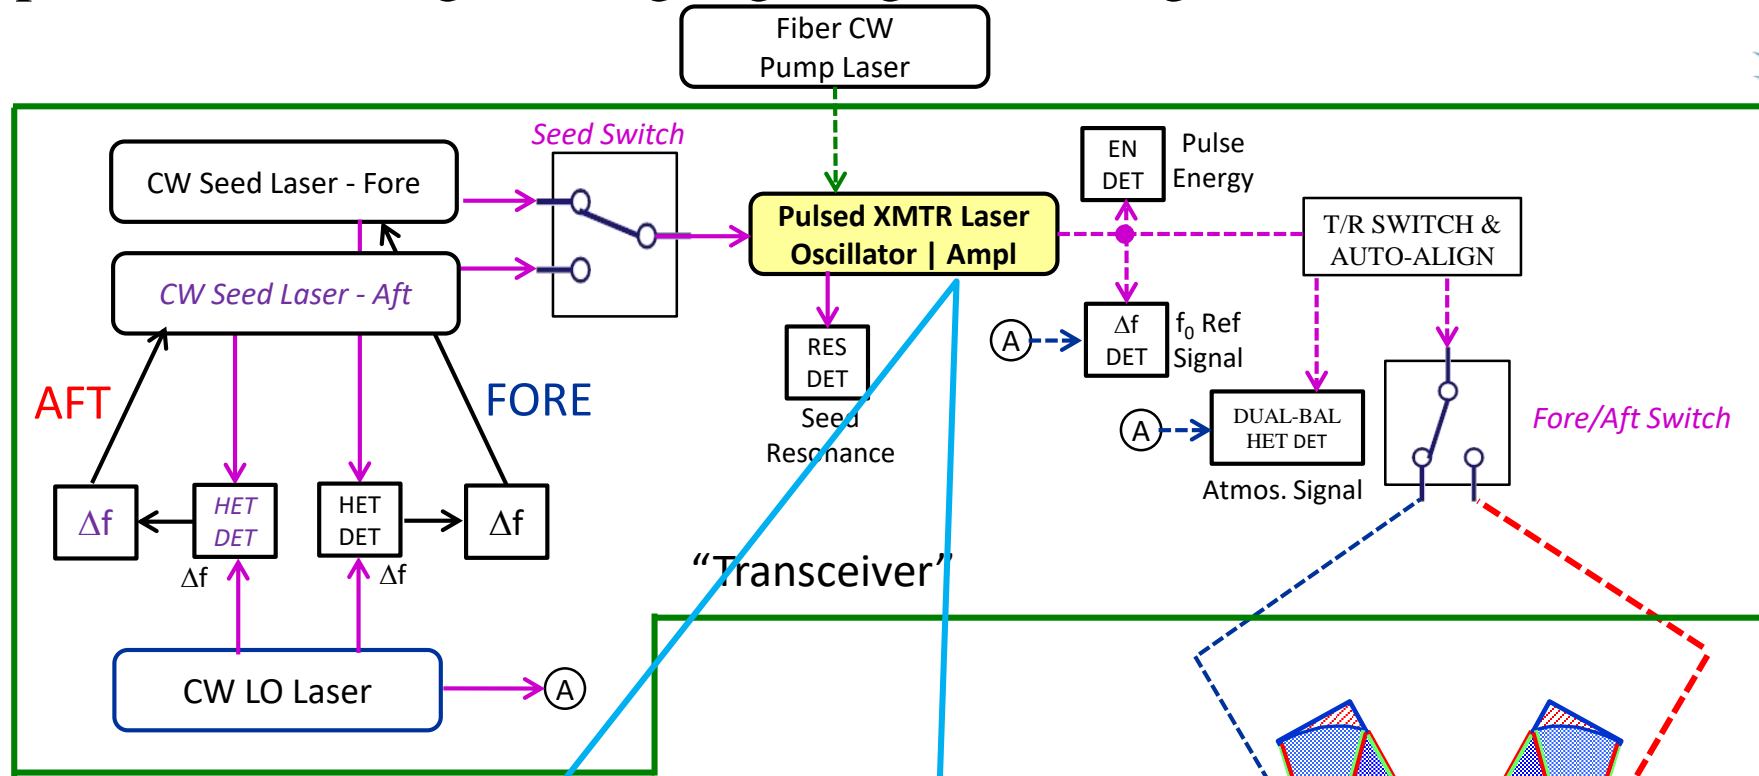 Fiber CW
Pump Laser
Seed Switch
CW Seed Laser - Fore
CW Seed Laser - Aft
Pulsed XMTR Laser
Oscillator | Ampl
EN
DET
Pulse
Energy
T/R SWITCH &
AUTO-ALIGN
RES
DET
Seed
Resonance
A
Δf
DET
f₀ Ref
Signal
A
DUAL-BAL
HET DET
Atmos. Signal
Fore/Aft Switch
AFT
FORE
Δf
HET
DET
HET
DET
Δf
Δf
Δf
"Transceiver"
CW LO Laser
A